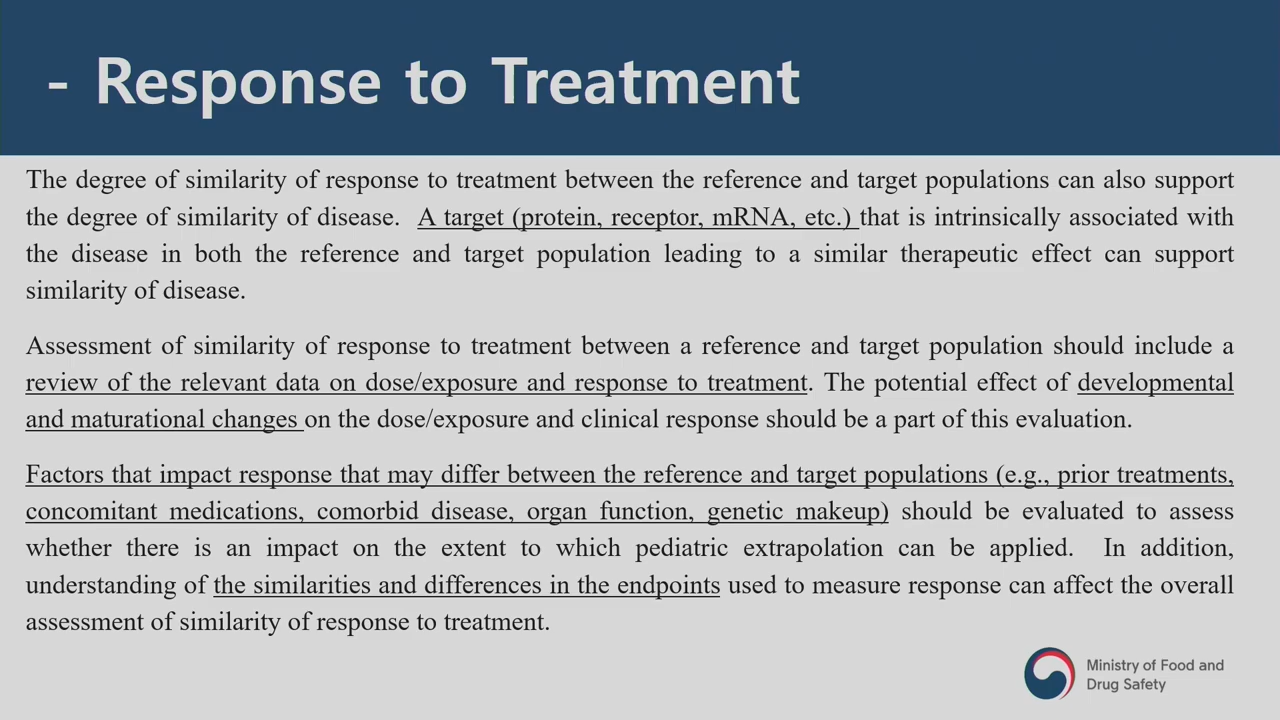 - Response to Treatment
The degree of similarity of response to treatment between the reference and target populations can also support
the degree of similarity of disease. A target (protein, receptor, mRNA, etc.) that is intrinsically associated with
the disease in both the reference and target population leading to a similar therapeutic effect can support
similarity of disease.
Assessment of similarity of response to treatment between a reference and target population should include a
review of the relevant data on dose/exposure and response to treatment. The potential effect of developmental
and maturational changes on the dose/exposure and clinical response should be a part of this evaluation.
Factors that impact response that may differ between the reference and target populations (e.g., prior treatments,
concomitant medications, comorbid disease, organ function, genetic makeup) should be evaluated to assess
whether there is an impact on the extent to which pediatric extrapolation can be applied. In addition,
understanding of the similarities and differences in the endpoints used to measure response can affect the overall
assessment of similarity of response to treatment.
Ministry of Food and
Drug Safety